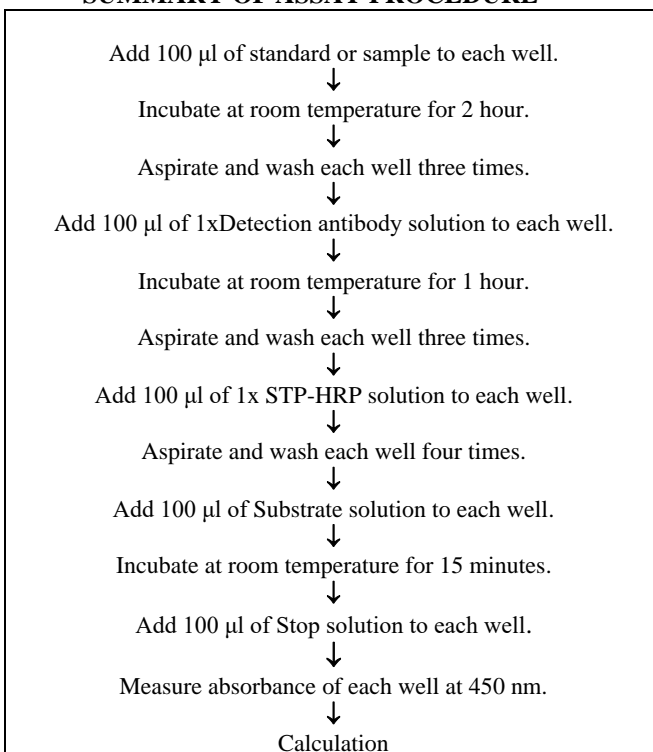 SUMMARY OF ASSAY PROCEDURE
Add 100 μl of standard or sample to each well.
↓
Incubate at room temperature for 2 hour.
↓
Aspirate and wash each well three times.
↓
Add 100 μl of 1xDetection antibody solution to each well.
↓
Incubate at room temperature for 1 hour.
↓
Aspirate and wash each well three times.
↓
Add 100 μl of 1x STP-HRP solution to each well.
↓
Aspirate and wash each well four times.
↓
Add 100 μl of Substrate solution to each well.
↓
Incubate at room temperature for 15 minutes.
↓
Add 100 μl of Stop solution to each well.
↓
Measure absorbance of each well at 450 nm.
↓
Calculation